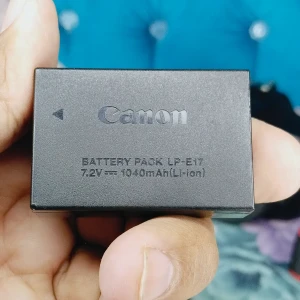 Canon
BATTERY PACK LP-E17
7.2V⎓ 1040mAh(Li-ion)